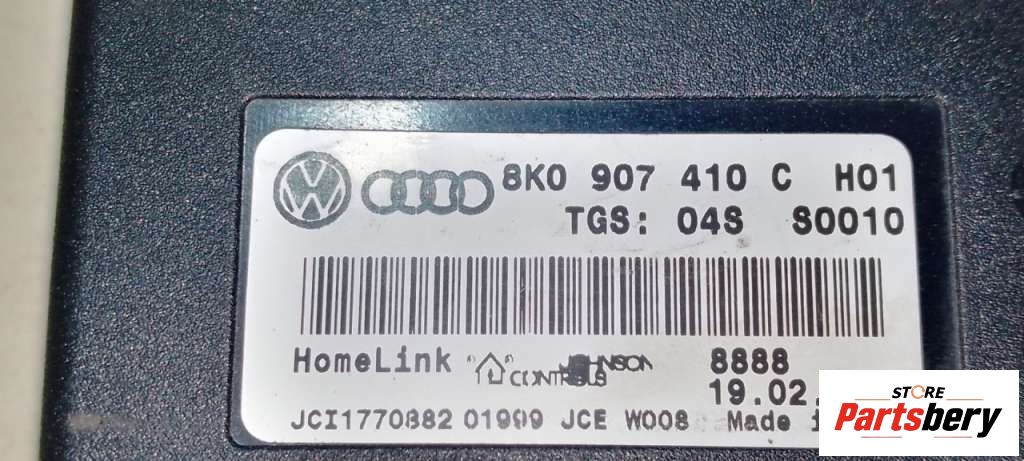 8K0 907 410 C H01
TGS: 04S S0010
HomeLink JOHNSON CONTROLS 8888
19.02.
JCI1770882 01999 JCE W008 Made
STORE
Partsbery